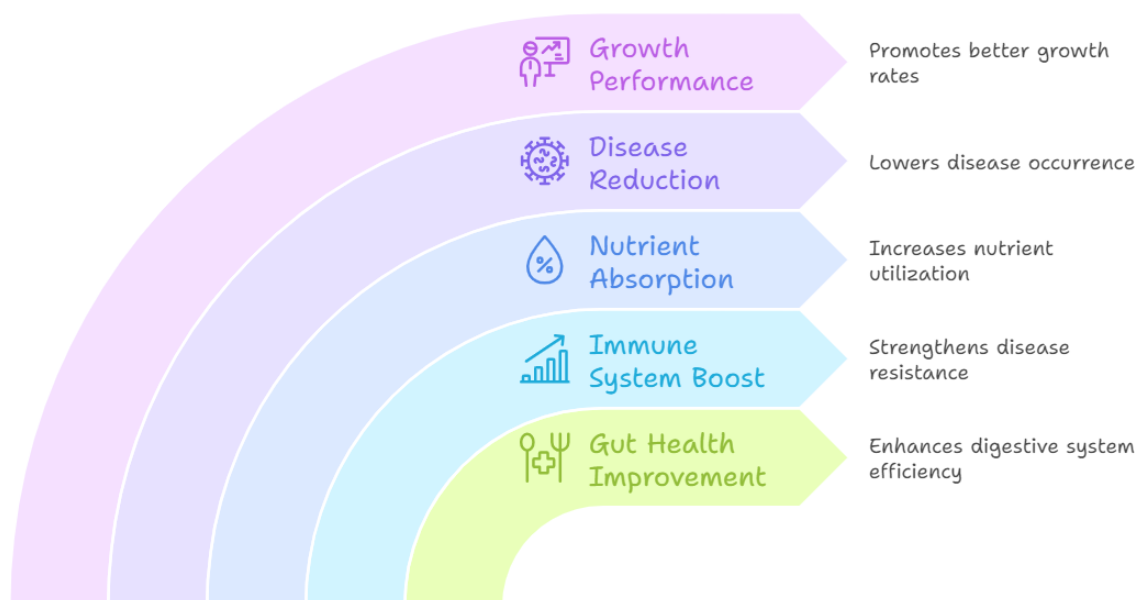 Growth
Performance
Promotes better growth
rates
Disease
Reduction
Lowers disease occurrence
Nutrient
Absorption
Increases nutrient
utilization
Immune
System Boost
Strengthens disease
resistance
Gut Health
Improvement
Enhances digestive system
efficiency